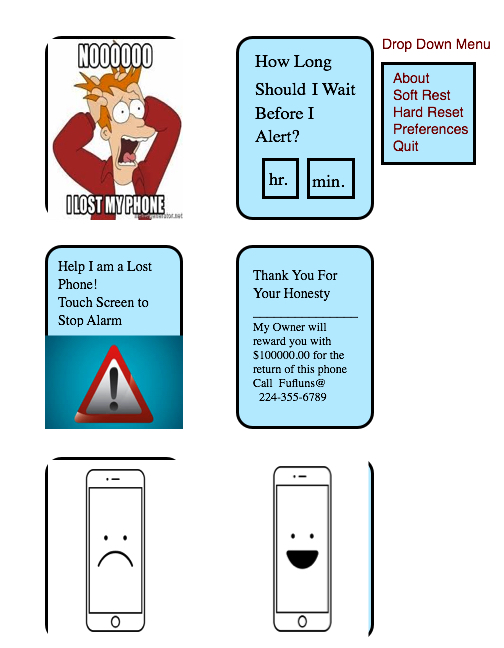 NOOOOOO
I LOST MY PHONE
How Long
Should I Wait
Before I
Alert?
hr. min.
Drop Down Menu
About
Soft Rest
Hard Reset
Preferences
Quit
Help I am a Lost
Phone!
Touch Screen to
Stop Alarm
Thank You For
Your Honesty
My Owner will
reward you with
$100000.00 for the
return of this phone
Call Fufluns@
224-355-6789